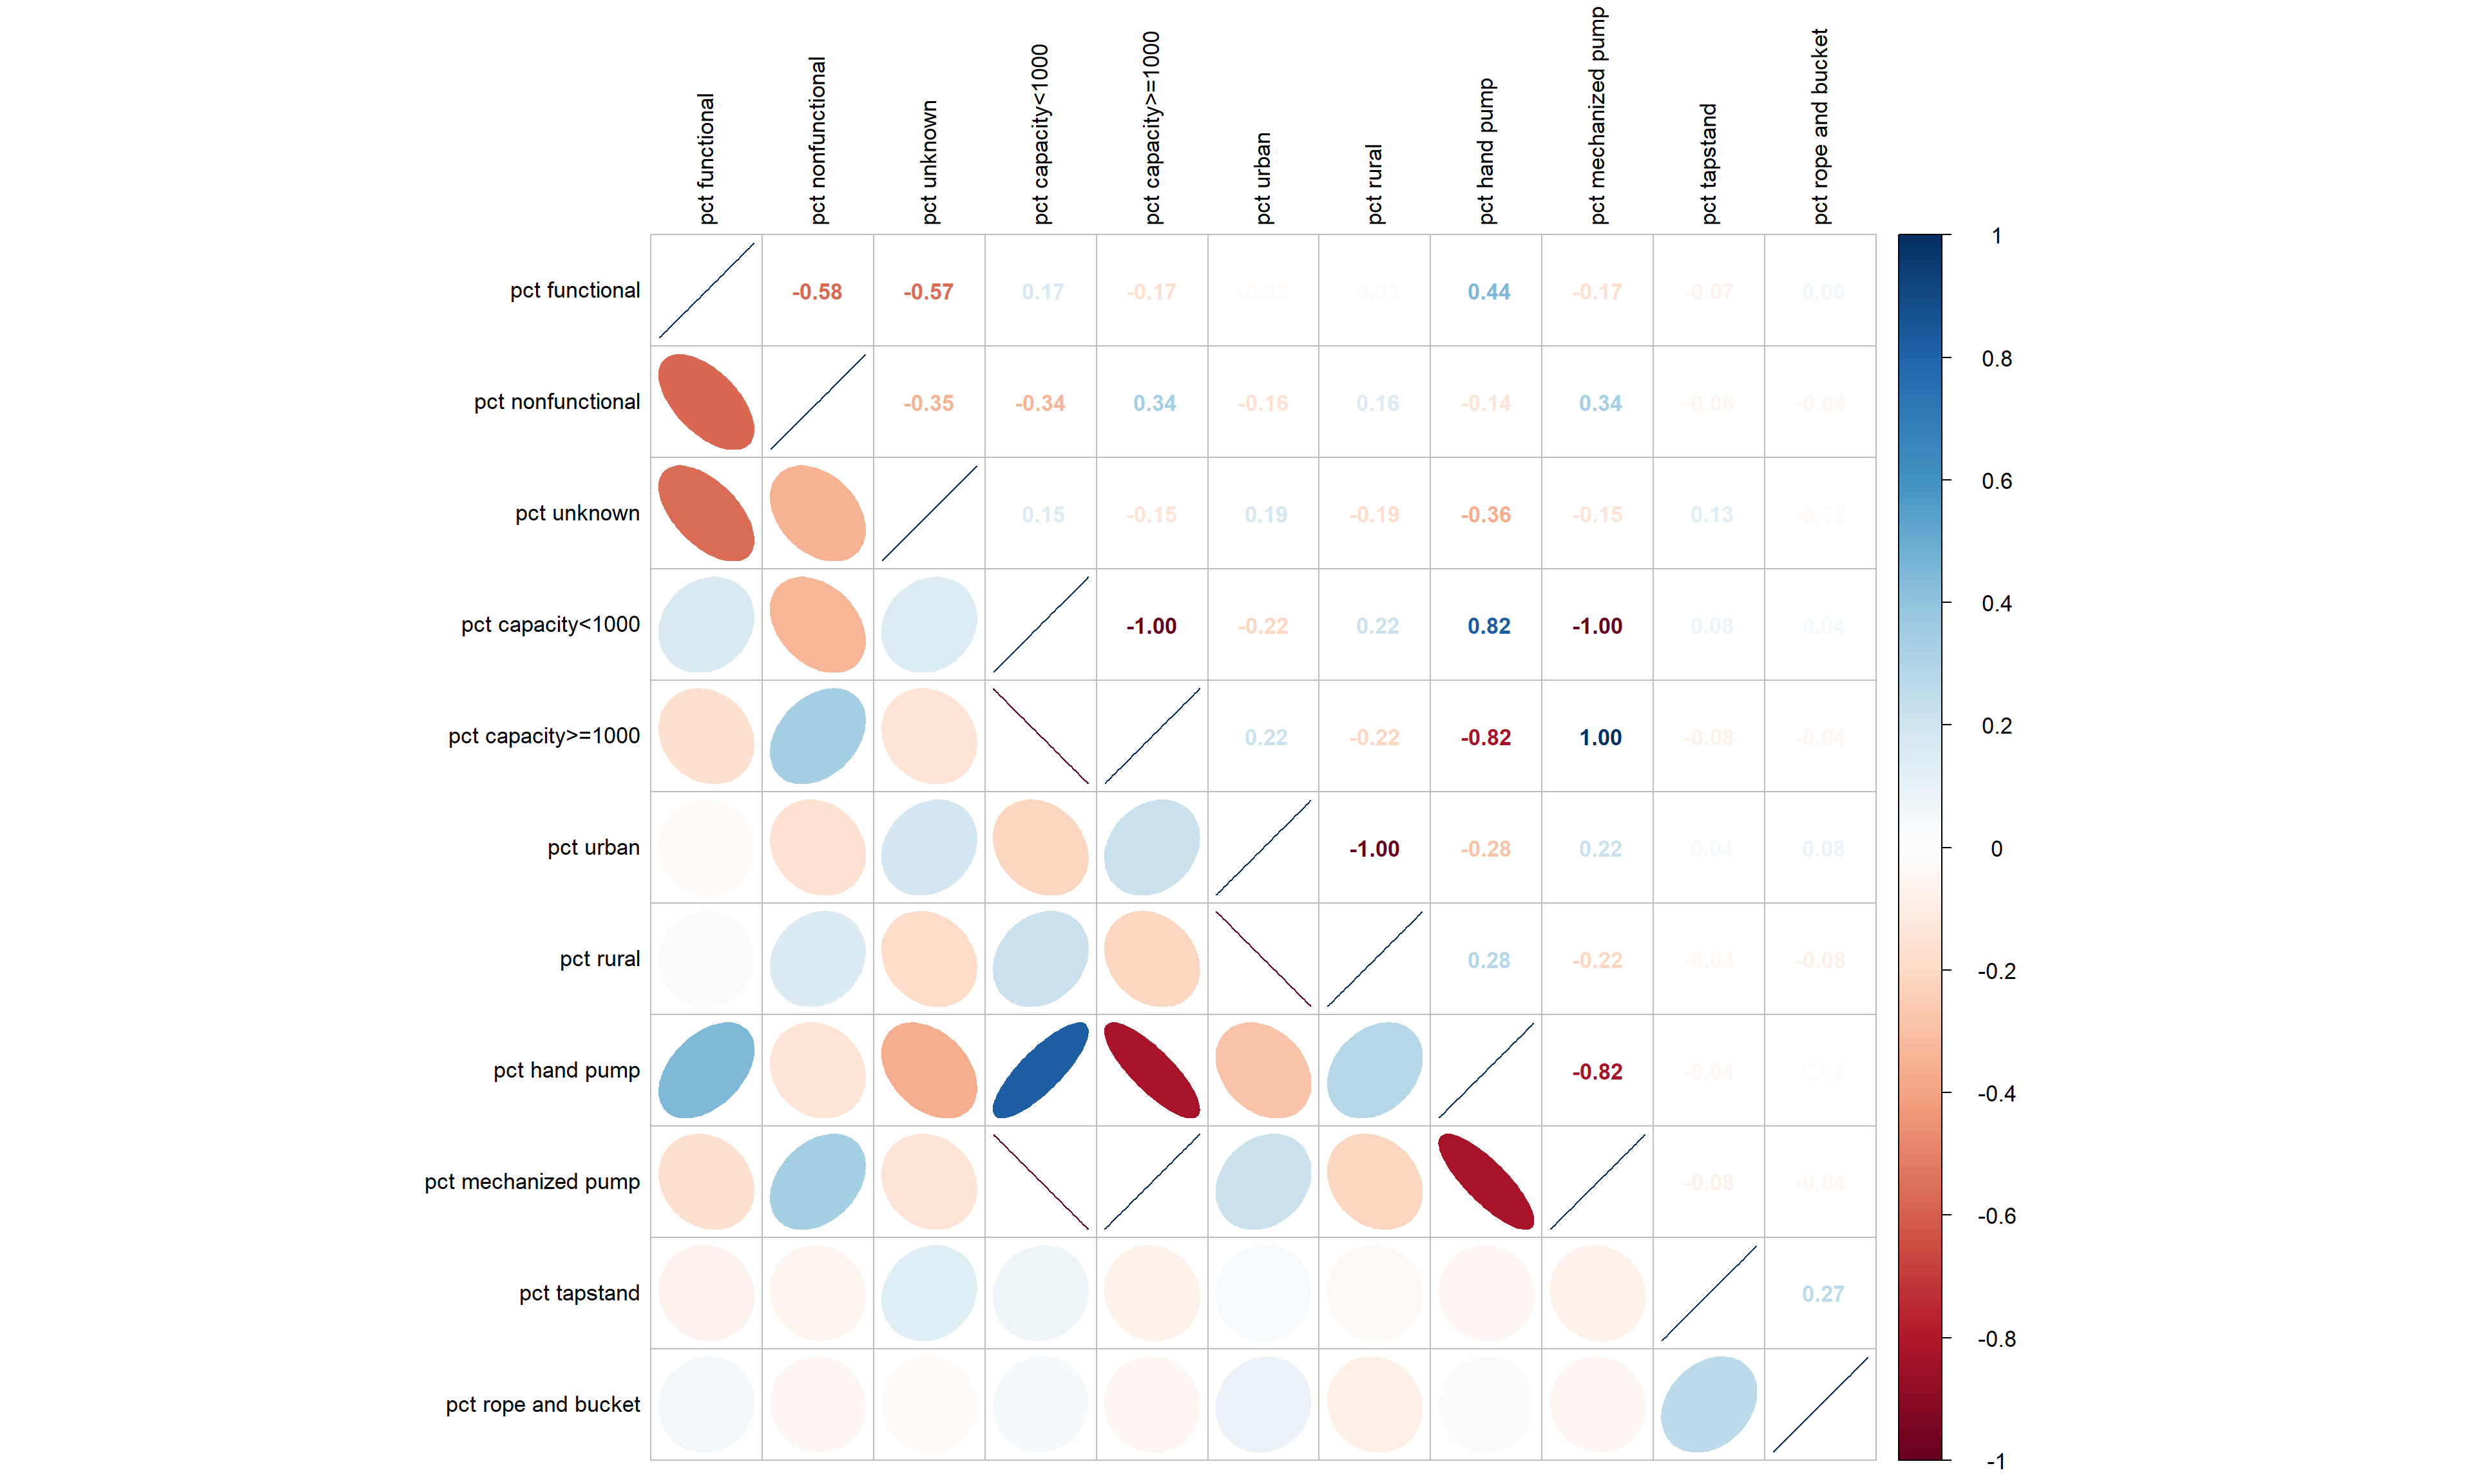 pct functional
pct nonfunctional
pct unknown
pct capacity<1000
pct capacity>=1000
pct urban
pct rural
pct hand pump
pct mechanized pump
pct tapstand
pct rope and bucket
pct functional -0.58 -0.57 0.17 -0.17 -0.03 0.03 0.44 -0.17 -0.07 0.06
pct nonfunctional -0.35 -0.34 0.34 -0.16 0.16 -0.14 0.34 -0.06 -0.04
pct unknown 0.15 -0.15 0.19 -0.19 -0.36 -0.15 0.13 -0.02
pct capacity<1000 -1.00 -0.22 0.22 0.82 -1.00 0.08 0.04
pct capacity>=1000 0.22 -0.22 -0.82 1.00 -0.08 -0.04
pct urban -1.00 -0.28 0.22 0.04 0.08
pct rural 0.28 -0.22 -0.04 -0.08
pct hand pump -0.82 -0.04 0.02
pct mechanized pump -0.08 -0.04
pct tapstand 0.27
pct rope and bucket
1
0.8
0.6
0.4
0.2
0
-0.2
-0.4
-0.6
-0.8
-1